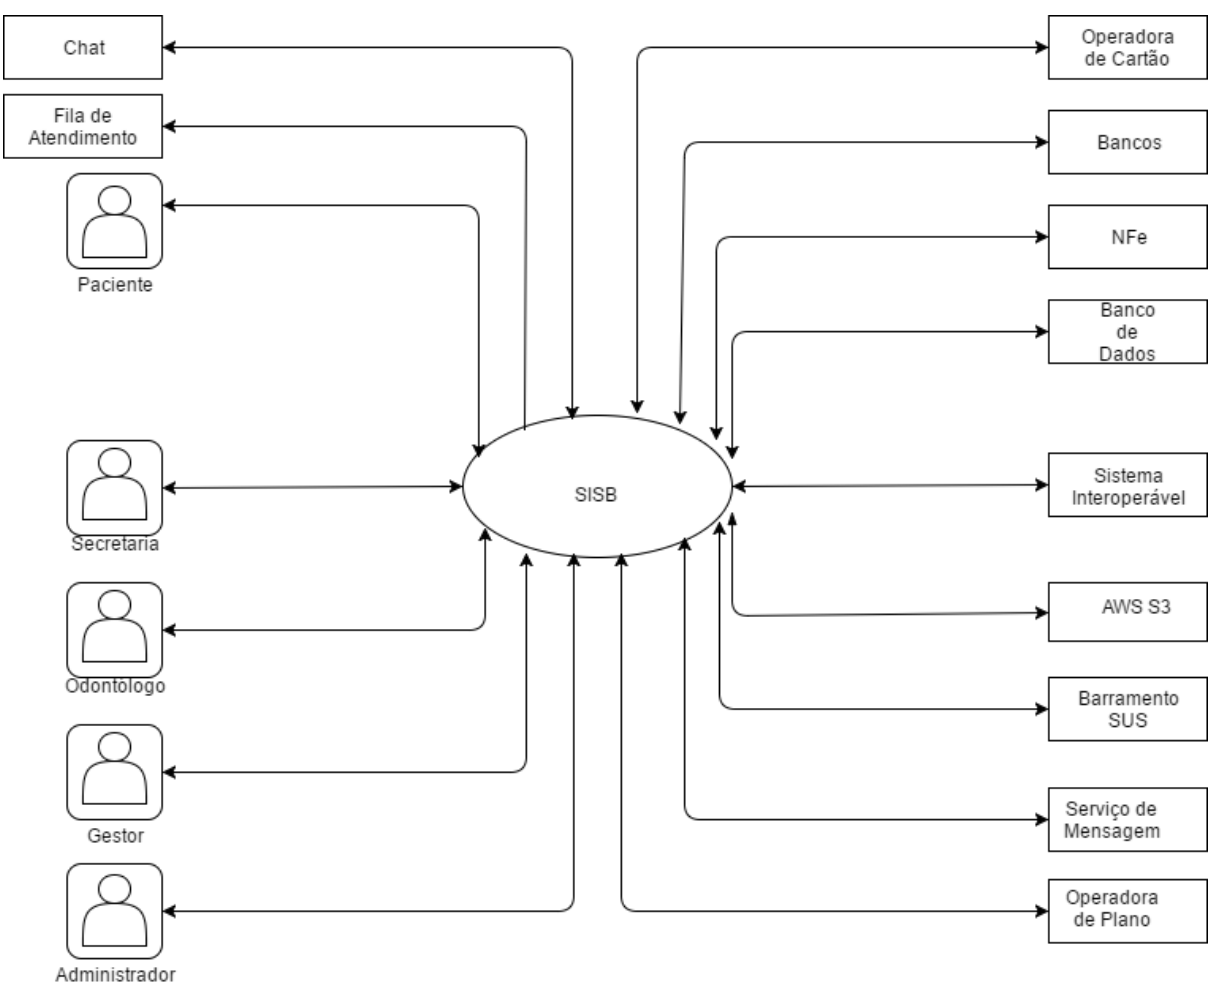 Chat
Fila de
Atendimento
Paciente
Secretaria
Odontólogo
Gestor
Administrador
SISB
Operadora
de Cartão
Bancos
NFe
Banco
de
Dados
Sistema
Interoperável
AWS S3
Barramento
SUS
Serviço de
Mensagem
Operadora
de Plano